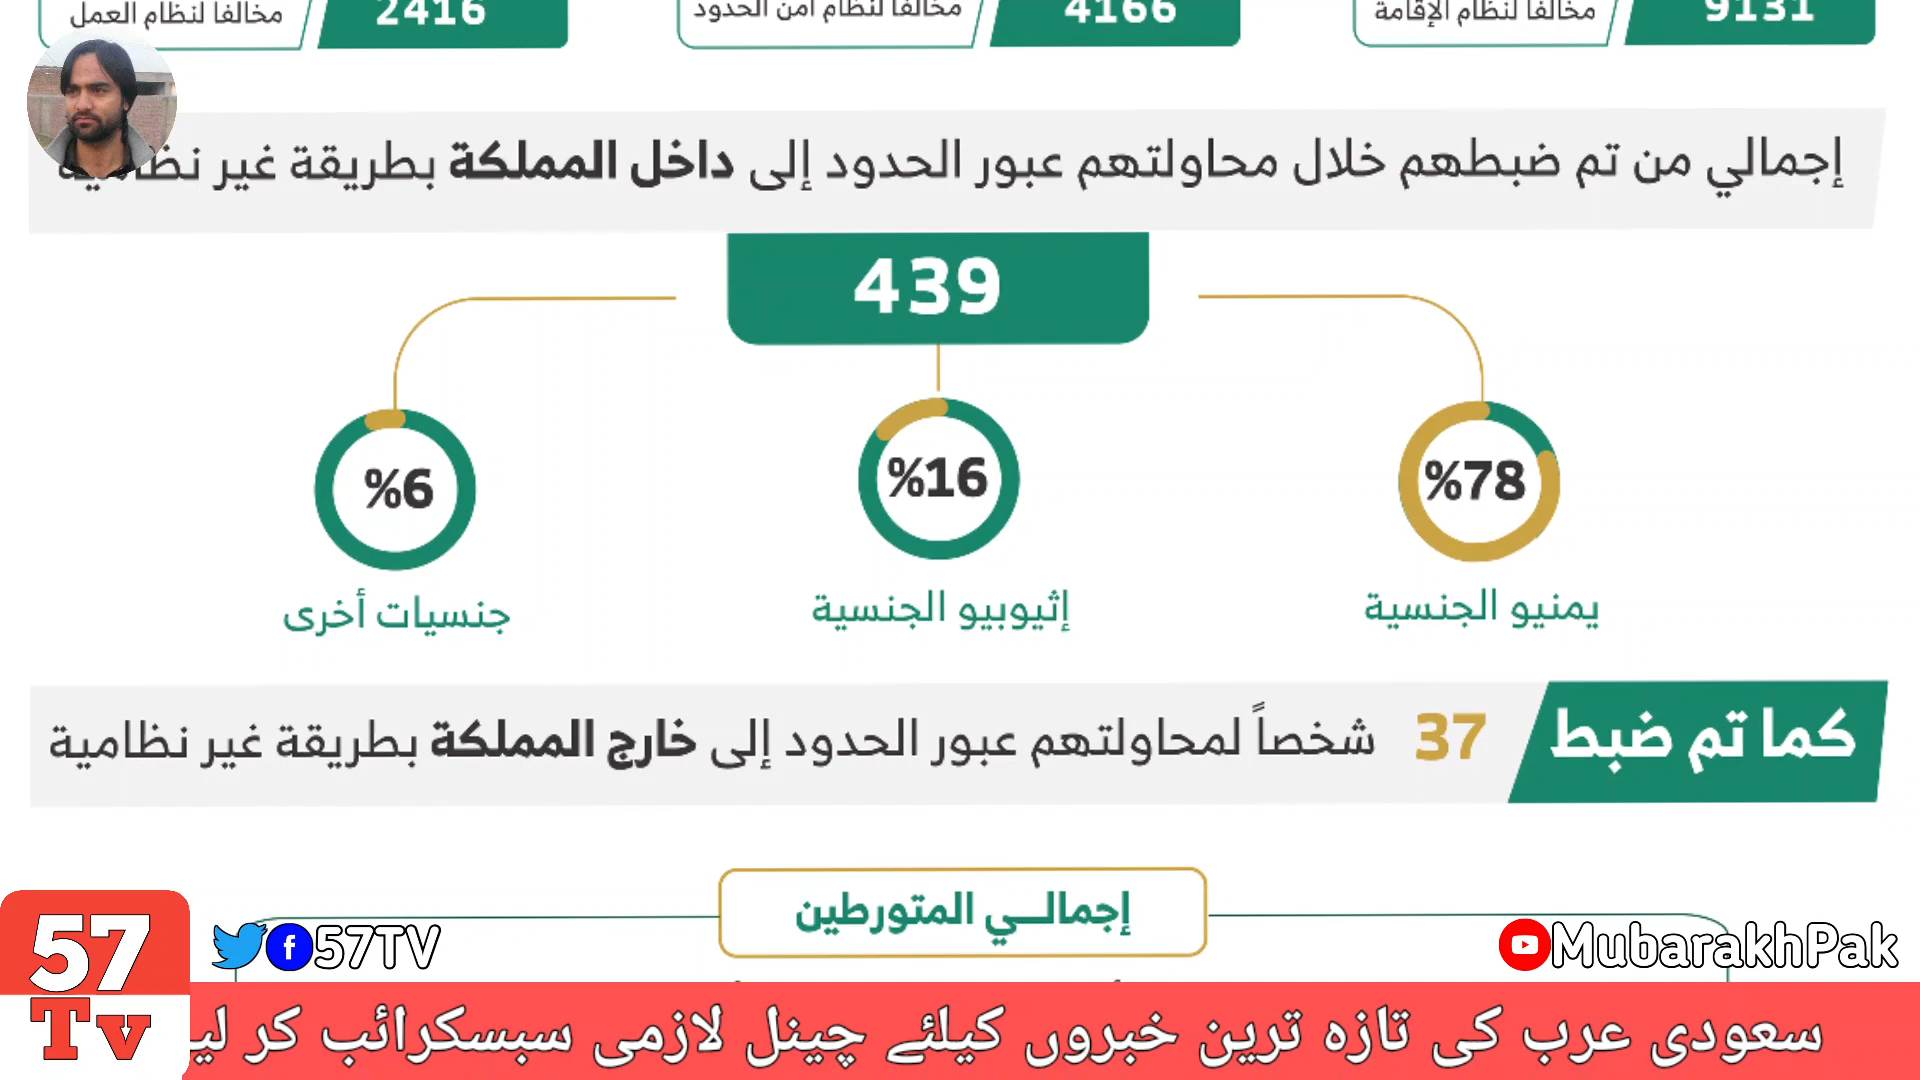 9131 مخالفا لنظام الإقامة
4166 مخالفا لنظام أمن الحدود
2416 مخالفا لنظام العمل
إجمالي من تم ضبطهم خلال محاولتهم عبور الحدود إلى داخل المملكة بطريقة غير نظامية
439
%78
%16
%6
يمنيو الجنسية
إثيوبيو الجنسية
جنسيات أخرى
كما تم ضبط 37 شخصاً لمحاولتهم عبور الحدود إلى خارج المملكة بطريقة غير نظامية
إجمالــي المتورطين
57TV
MubarakhPak
57
Tv
سعودی عرب کی تازہ ترین خبروں کیلئے چینل لازمی سبسکرائب کر